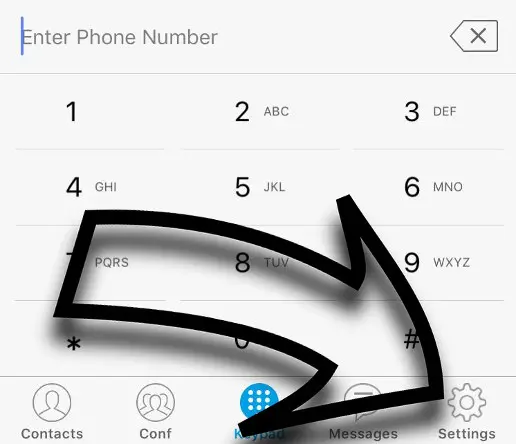 Enter Phone Number
1 2 ABC 3 DEF
4 GHI 5 JKL 6 MNO
7 PQRS 8 TUV 9 WXYZ
* 0 #
Contacts Conf Keypad Messages Settings